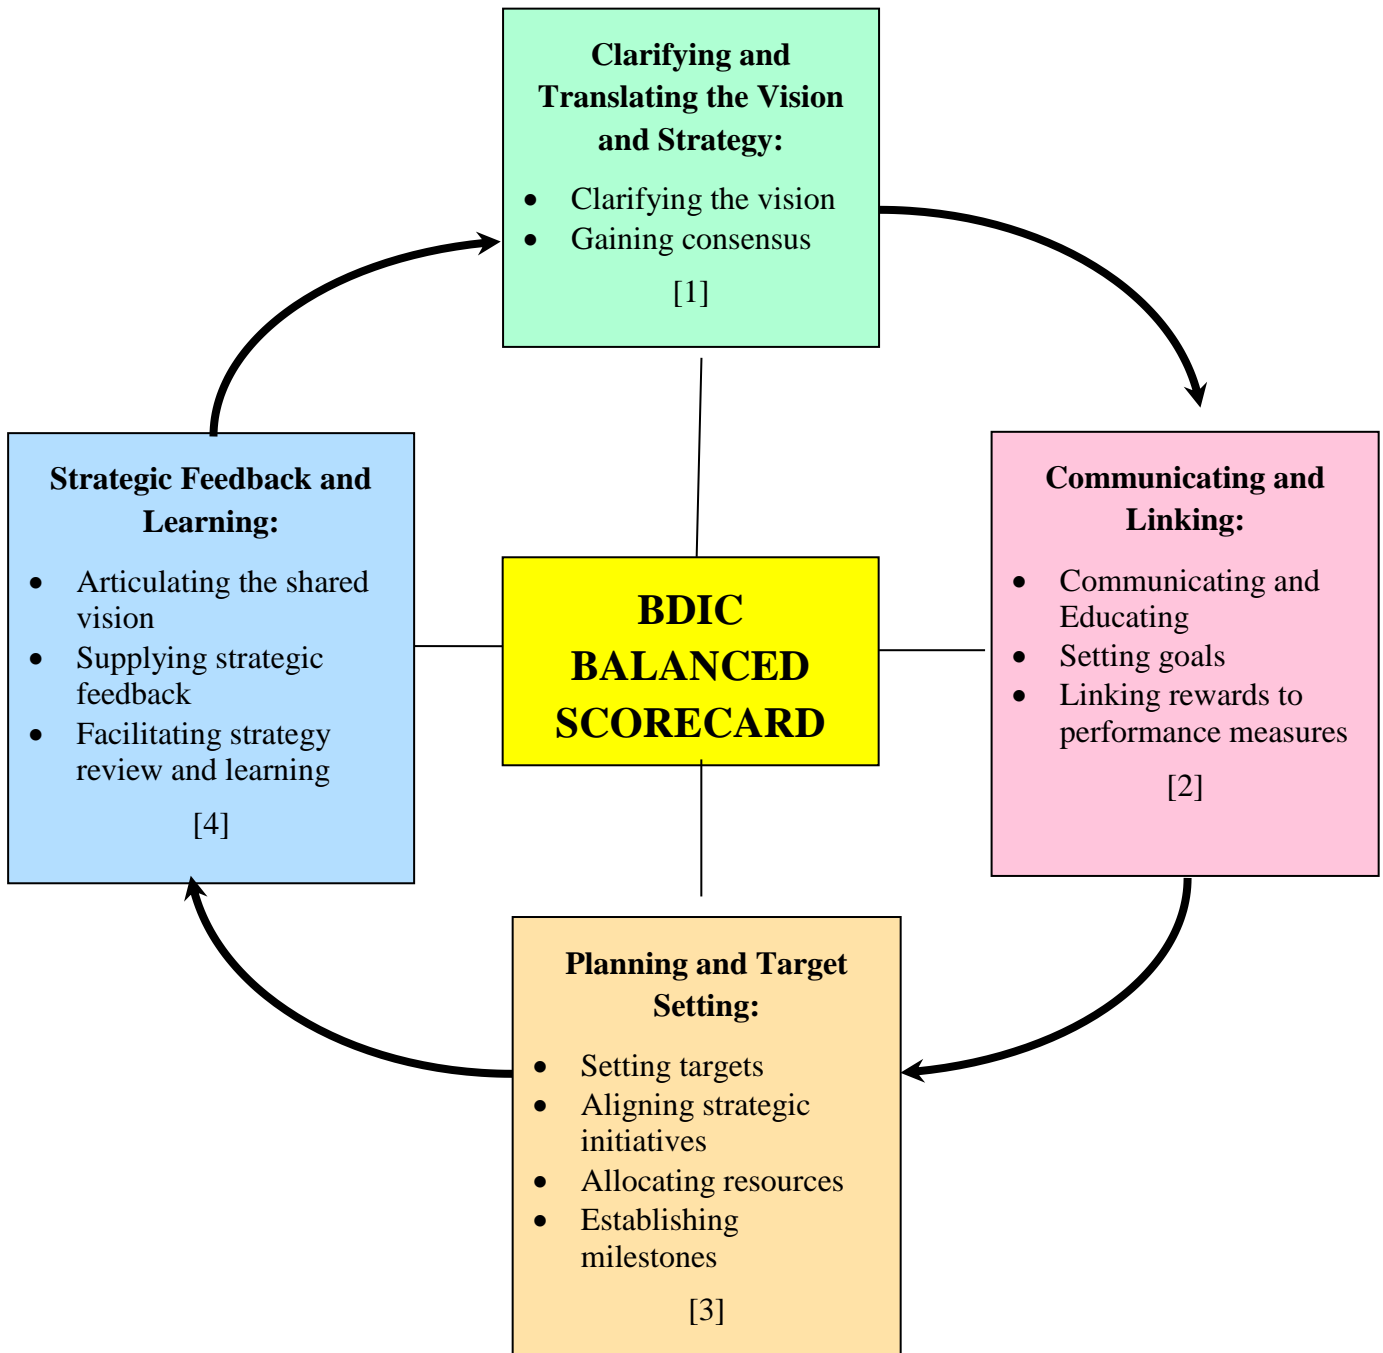 Clarifying and
Translating the Vision
and Strategy:
• Clarifying the vision
• Gaining consensus
[1]
Strategic Feedback and
Learning:
• Articulating the shared
vision
• Supplying strategic
feedback
• Facilitating strategy
review and learning
[4]
BDIC
BALANCED
SCORECARD
Communicating and
Linking:
• Communicating and
Educating
• Setting goals
• Linking rewards to
performance measures
[2]
Planning and Target
Setting:
• Setting targets
• Aligning strategic
initiatives
• Allocating resources
• Establishing
milestones
[3]